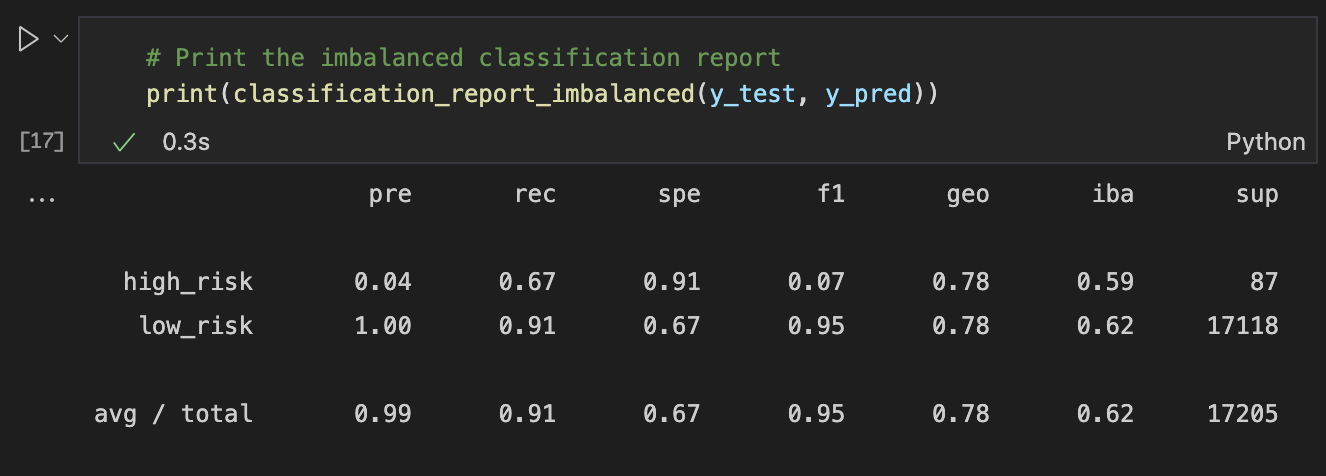 # Print the imbalanced classification report
print(classification_report_imbalanced(y_test, y_pred))
[17] 0.3s Python
... pre rec spe f1 geo iba sup
high_risk 0.04 0.67 0.91 0.07 0.78 0.59 87
low_risk 1.00 0.91 0.67 0.95 0.78 0.62 17118
avg / total 0.99 0.91 0.67 0.95 0.78 0.62 17205